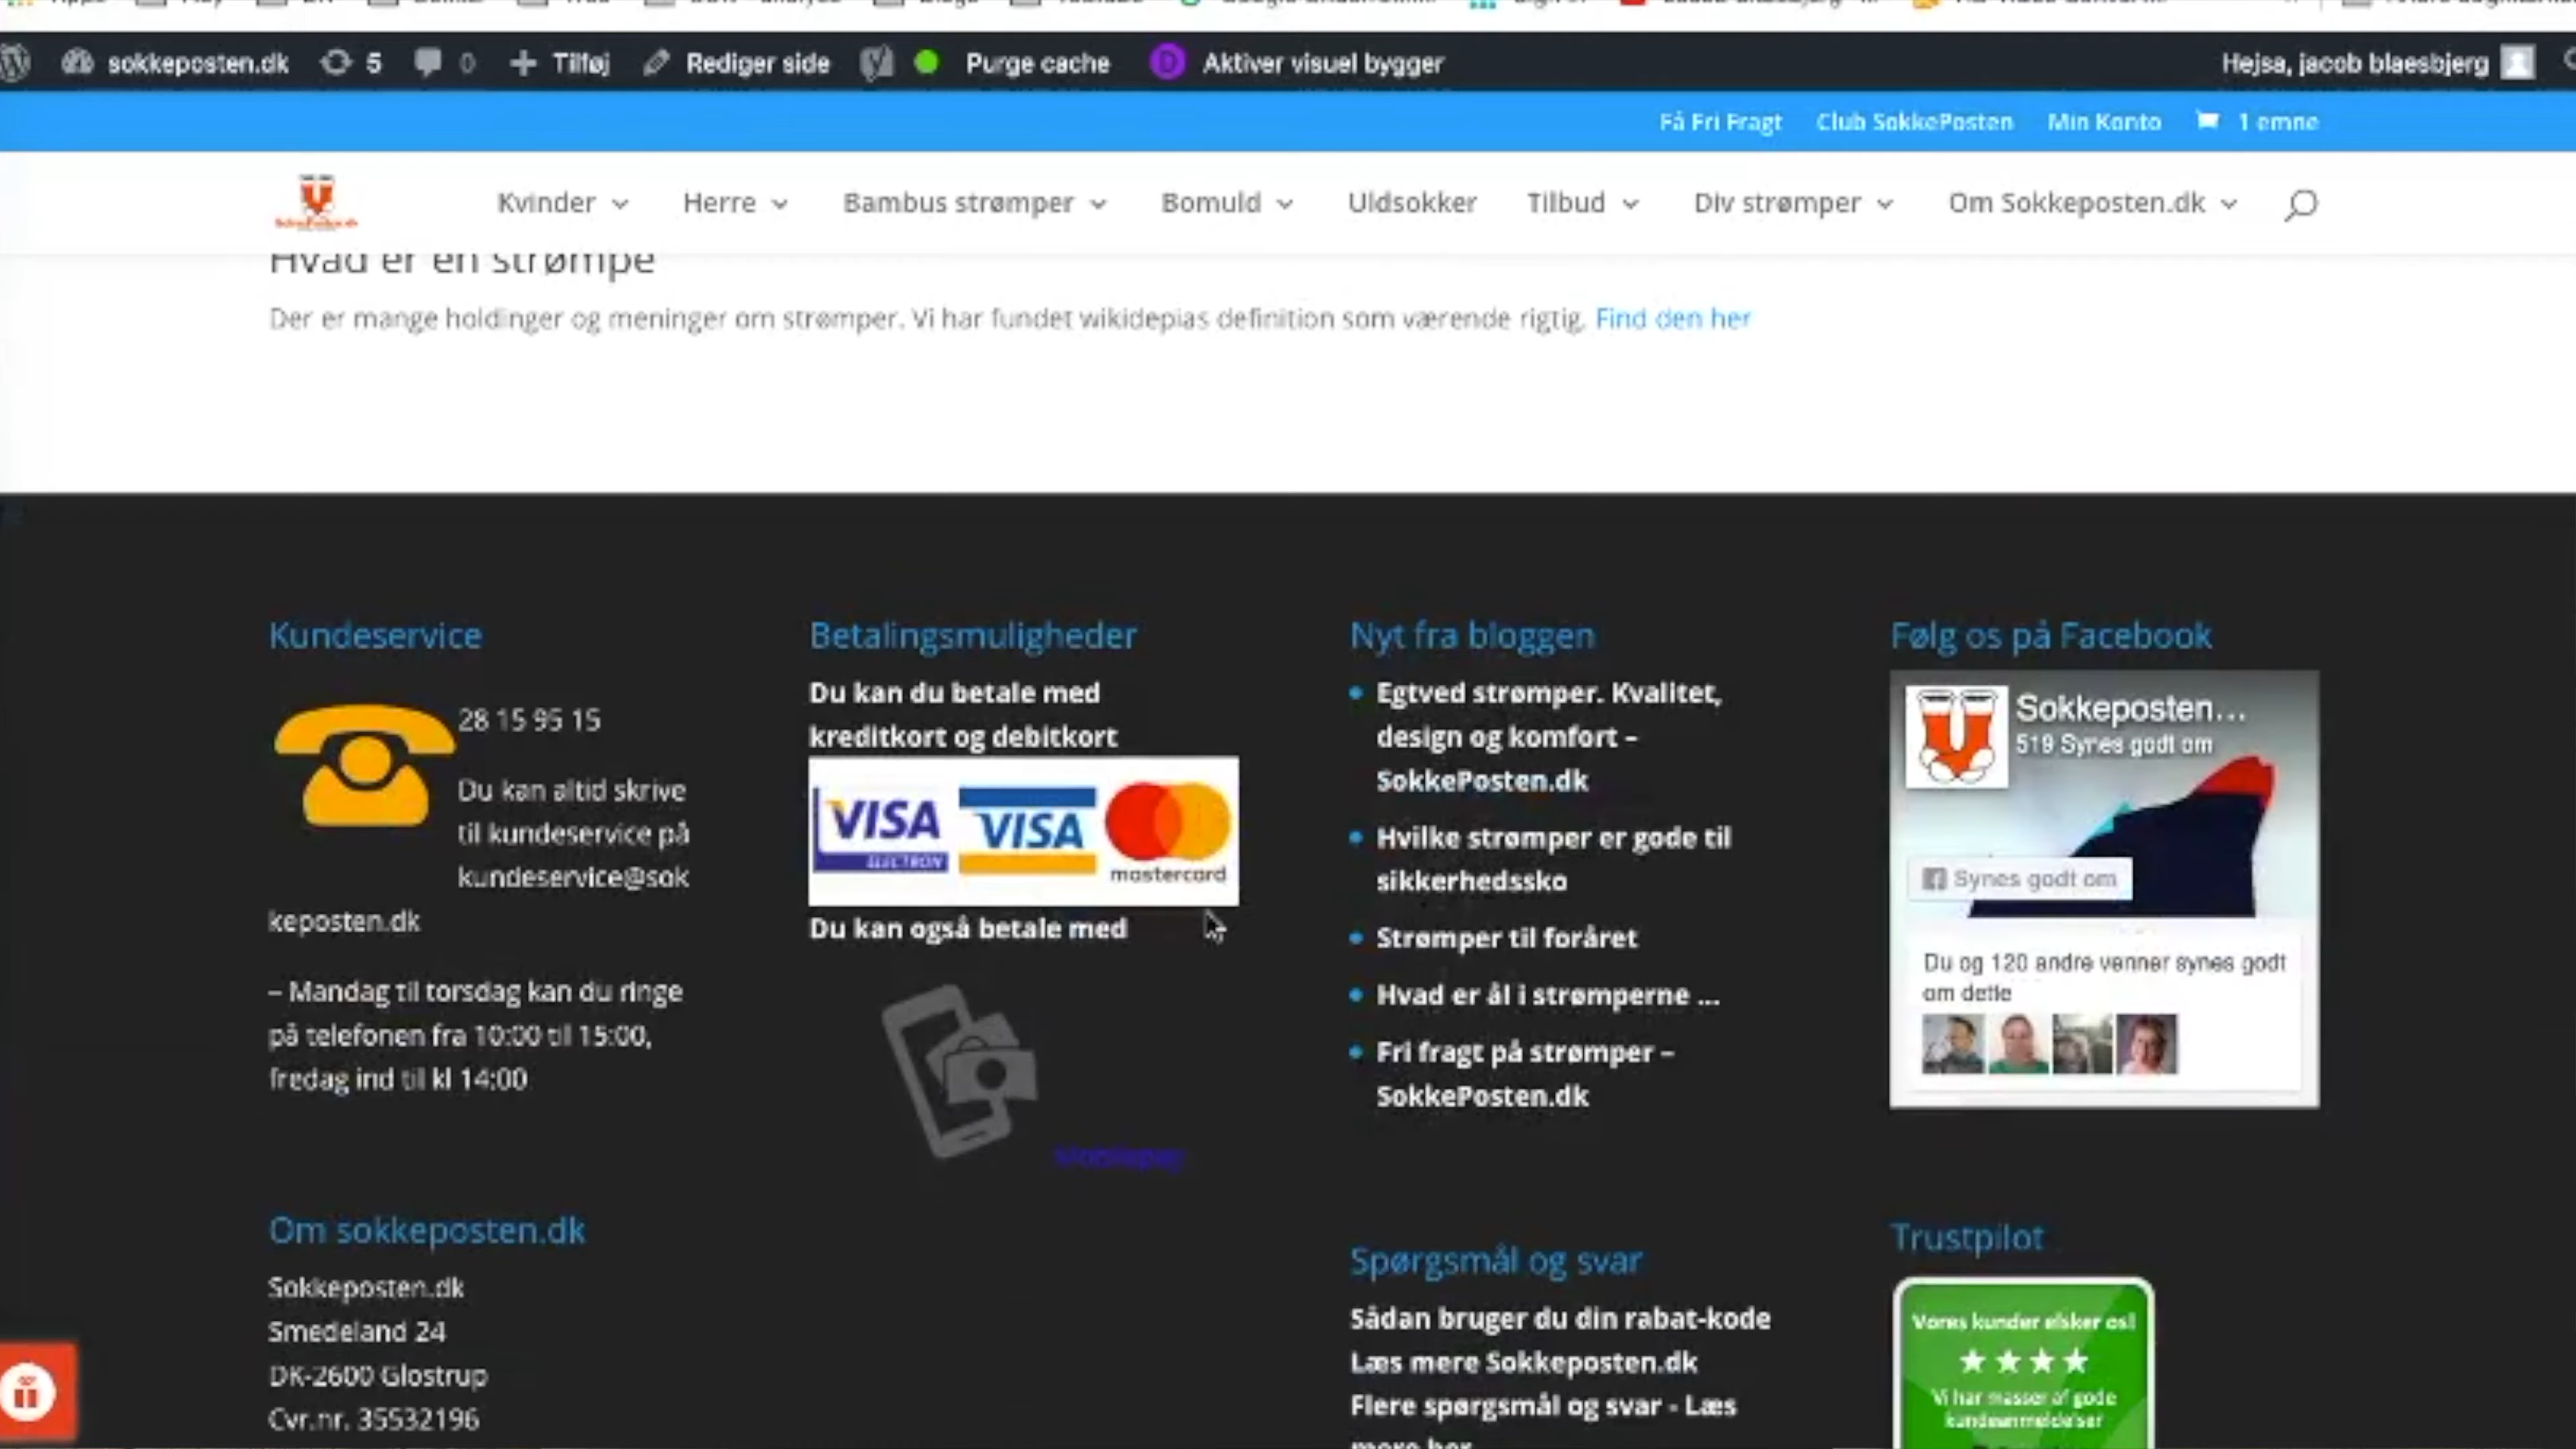 sokkeposten.dk 5 0 Tilføj Rediger side Purge cache Aktiver visuel bygger Hejsa, jacob blaesbjerg
Få Fri Fragt Club SokkePosten Min Konto 1 emne
Kvinder Herre Bambus strømper Bomuld Uldsokker Tilbud Div strømper Om Sokkeposten.dk
Hvad er en strømpe
Der er mange holdinger og meninger om strømper. Vi har fundet wikidepias definition som værende rigtig. Find den her
Kundeservice
28 15 95 15
Du kan altid skrive
til kundeservice på
kundeservice@sok
keposten.dk
– Mandag til torsdag kan du ringe
på telefonen fra 10:00 til 15:00,
fredag ind til kl 14:00
Om sokkeposten.dk
Sokkeposten.dk
Smedeland 24
DK-2600 Glostrup
Cvr.nr. 35532196
Betalingsmuligheder
Du kan du betale med
kreditkort og debitkort
VISA VISA
ELECTRON
mastercard
Du kan også betale med
Nyt fra bloggen
Egtved strømper. Kvalitet,
design og komfort –
SokkePosten.dk
Hvilke strømper er gode til
sikkerhedssko
Strømper til foråret
Hvad er ål i strømperne ...
Fri fragt på strømper –
SokkePosten.dk
Spørgsmål og svar
Sådan bruger du din rabat-kode
Læs mere Sokkeposten.dk
Flere spørgsmål og svar - Læs
mere her
Følg os på Facebook
Sokkeposten...
519 Synes godt om
Synes godt om
Du og 120 andre venner synes godt
om dette
Trustpilot
Vores kunder elsker os!
Vi har masser af gode
kundeanmeldelser